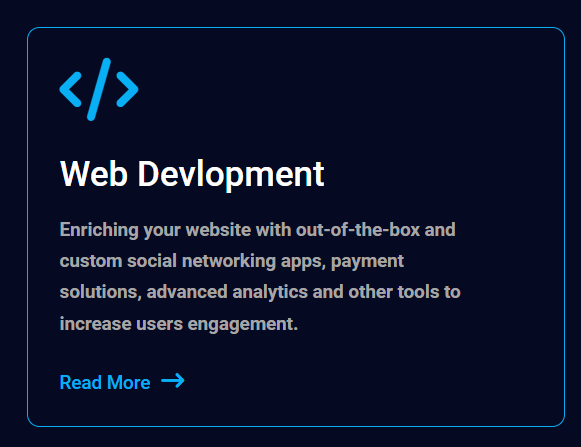 Web Devlopment
Enriching your website with out-of-the-box and
custom social networking apps, payment
solutions, advanced analytics and other tools to
increase users engagement.
Read More